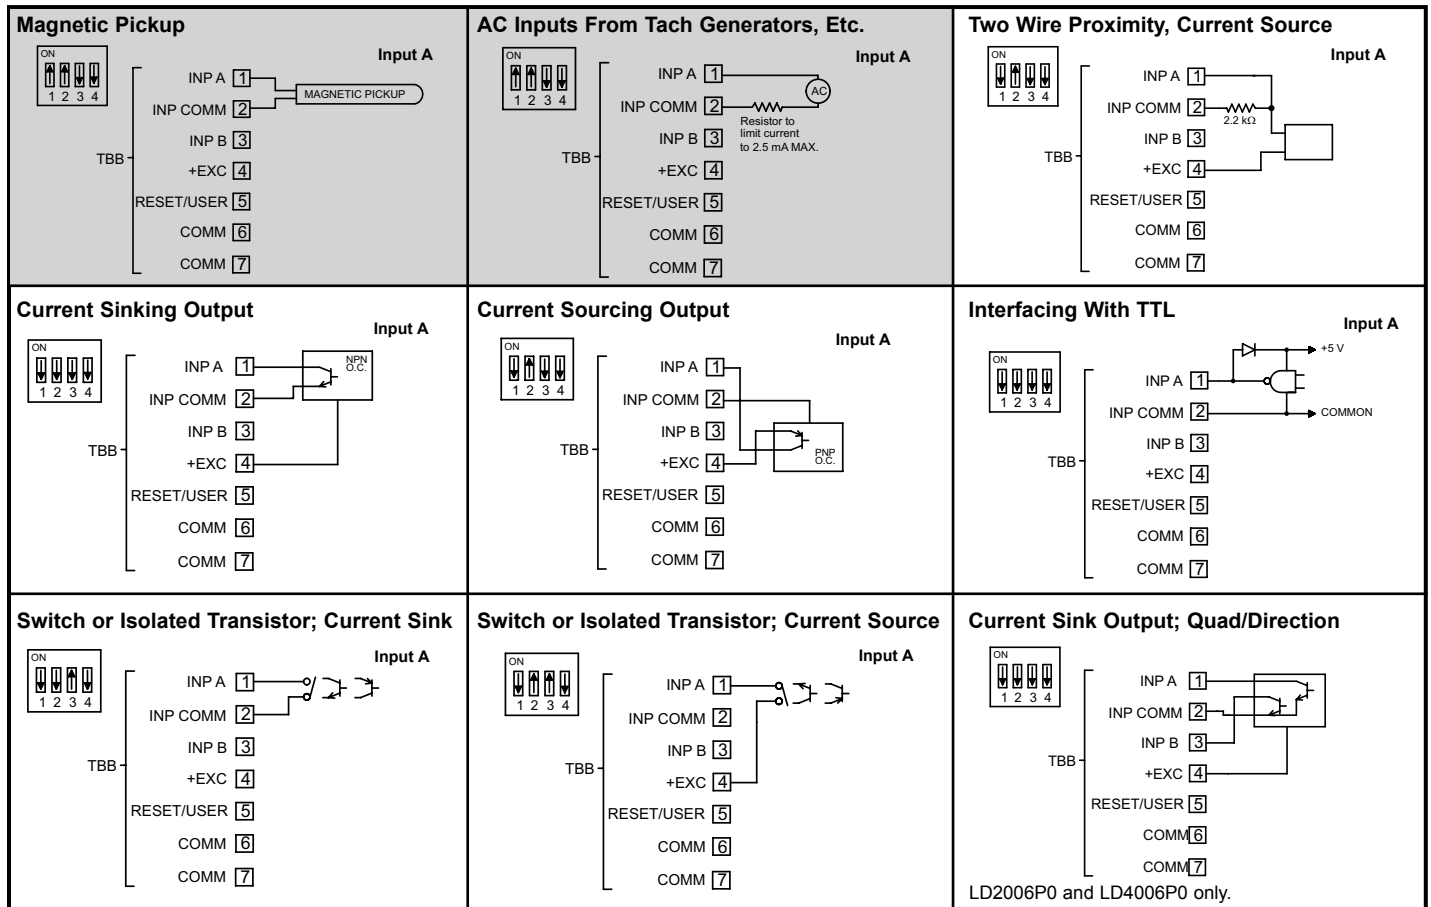 Magnetic Pickup
ON
1 2 3 4
Input A
INP A 1
MAGNETIC PICKUP
INP COMM 2
INP B 3
TBB
+EXC 4
RESET/USER 5
COMM 6
COMM 7
AC Inputs From Tach Generators, Etc.
ON
1 2 3 4
Input A
INP A 1
AC
INP COMM 2
Resistor to
limit current
to 2.5 mA MAX.
INP B 3
TBB
+EXC 4
RESET/USER 5
COMM 6
COMM 7
Two Wire Proximity, Current Source
ON
1 2 3 4
Input A
INP A 1
INP COMM 2
2.2 kΩ
INP B 3
TBB
+EXC 4
RESET/USER 5
COMM 6
COMM 7
Current Sinking Output
Input A
ON
1 2 3 4
INP A 1
NPN
O.C.
INP COMM 2
INP B 3
TBB
+EXC 4
RESET/USER 5
COMM 6
COMM 7
Current Sourcing Output
Input A
ON
1 2 3 4
INP A 1
INP COMM 2
INP B 3
TBB
+EXC 4
PNP
O.C.
RESET/USER 5
COMM 6
COMM 7
Interfacing With TTL
Input A
ON
1 2 3 4
+5 V
INP A 1
INP COMM 2
COMMON
INP B 3
TBB
+EXC 4
RESET/USER 5
COMM 6
COMM 7
Switch or Isolated Transistor; Current Sink
ON
1 2 3 4
Input A
INP A 1
INP COMM 2
INP B 3
TBB
+EXC 4
RESET/USER 5
COMM 6
COMM 7
Switch or Isolated Transistor; Current Source
ON
1 2 3 4
Input A
INP A 1
INP COMM 2
INP B 3
TBB
+EXC 4
RESET/USER 5
COMM 6
COMM 7
Current Sink Output; Quad/Direction
ON
1 2 3 4
INP A 1
INP COMM 2
INP B 3
TBB
+EXC 4
RESET/USER 5
COMM 6
COMM 7
LD2006P0 and LD4006P0 only.